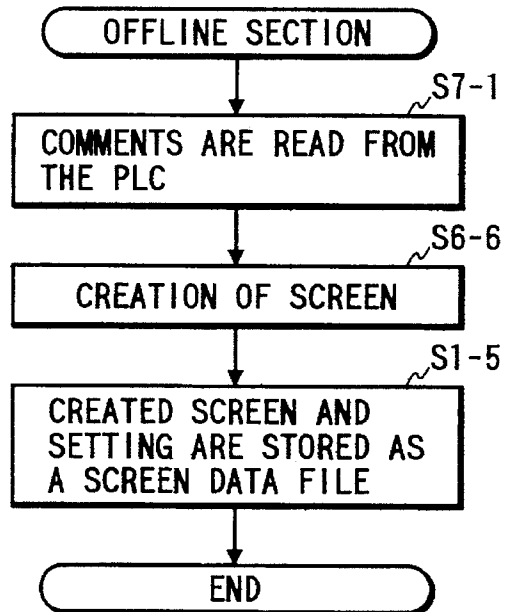 OFFLINE SECTION
S7-1
COMMENTS ARE READ FROM
THE PLC
S6-6
CREATION OF SCREEN
S1-5
CREATED SCREEN AND
SETTING ARE STORED AS
A SCREEN DATA FILE
END